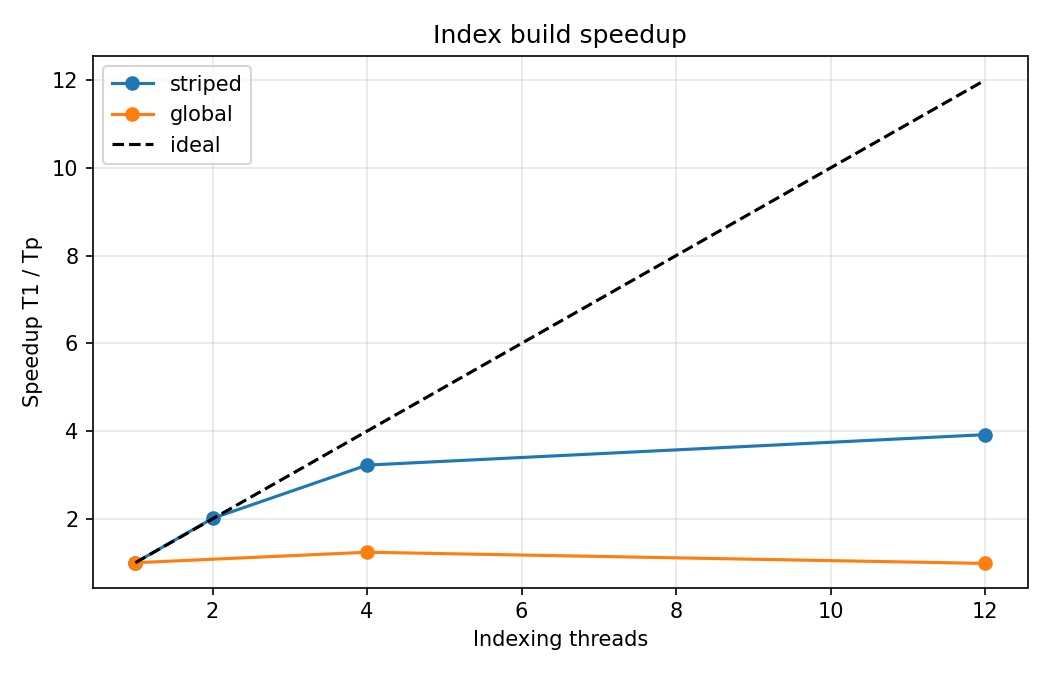 Index build speedup
striped
global
ideal
Speedup T1 / Tp
12
10
8
6
4
2
2 4 6 8 10 12
Indexing threads